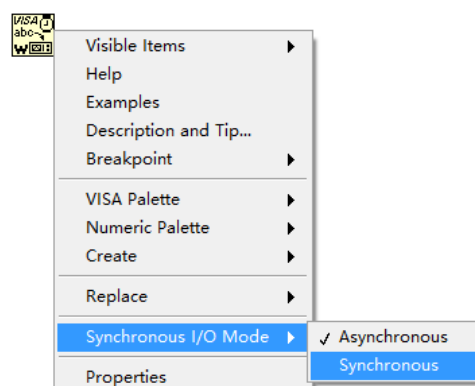 VISA
abc
W
Visible Items
Help
Examples
Description and Tip...
Breakpoint
VISA Palette
Numeric Palette
Create
Replace
Synchronous I/O Mode
✓ Asynchronous
Synchronous
Properties